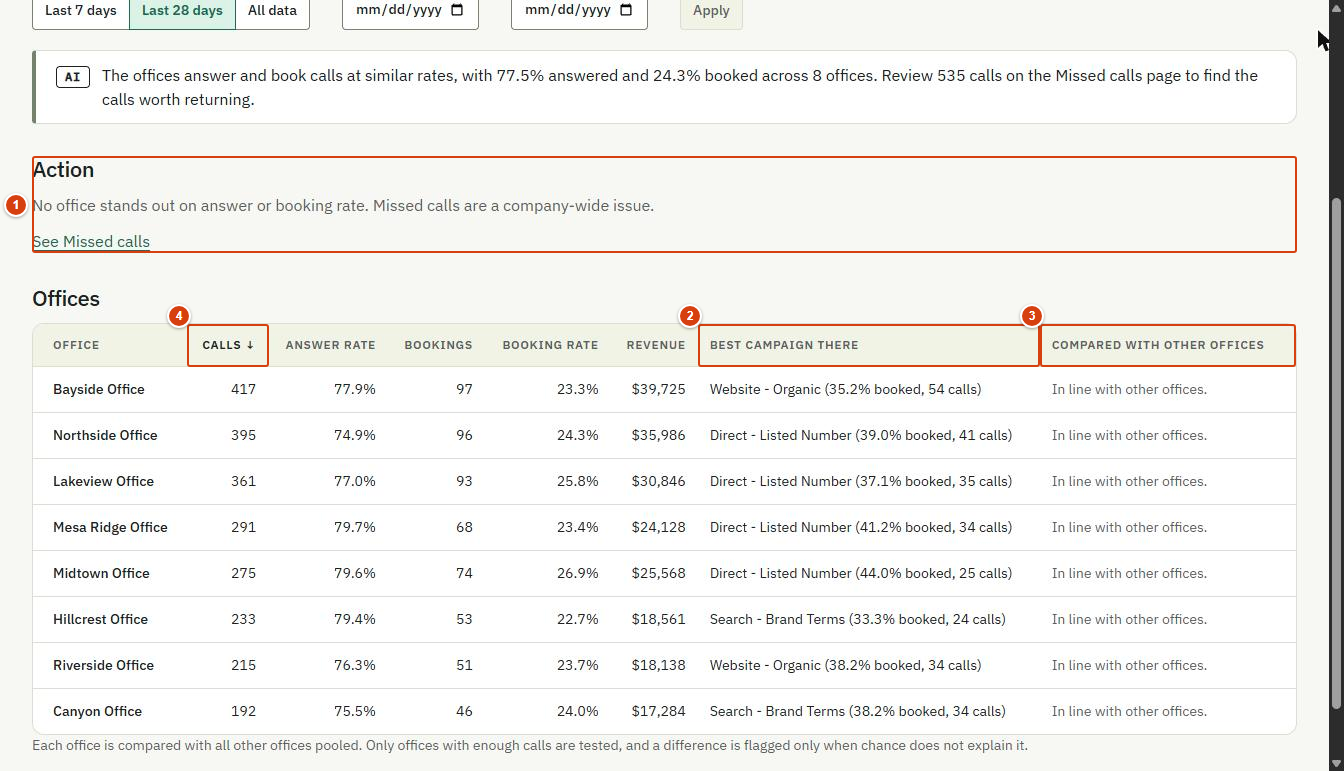 Last 7 days Last 28 days All data mm/dd/yyyy mm/dd/yyyy Apply
AI The offices answer and book calls at similar rates, with 77.5% answered and 24.3% booked across 8 offices. Review 535 calls on the Missed calls page to find the
calls worth returning.
Action
1 No office stands out on answer or booking rate. Missed calls are a company-wide issue.
See Missed calls
Offices
4 2 3
OFFICE CALLS ↓ ANSWER RATE BOOKINGS BOOKING RATE REVENUE BEST CAMPAIGN THERE COMPARED WITH OTHER OFFICES
Bayside Office 417 77.9% 97 23.3% $39,725 Website - Organic (35.2% booked, 54 calls) In line with other offices.
Northside Office 395 74.9% 96 24.3% $35,986 Direct - Listed Number (39.0% booked, 41 calls) In line with other offices.
Lakeview Office 361 77.0% 93 25.8% $30,846 Direct - Listed Number (37.1% booked, 35 calls) In line with other offices.
Mesa Ridge Office 291 79.7% 68 23.4% $24,128 Direct - Listed Number (41.2% booked, 34 calls) In line with other offices.
Midtown Office 275 79.6% 74 26.9% $25,568 Direct - Listed Number (44.0% booked, 25 calls) In line with other offices.
Hillcrest Office 233 79.4% 53 22.7% $18,561 Search - Brand Terms (33.3% booked, 24 calls) In line with other offices.
Riverside Office 215 76.3% 51 23.7% $18,138 Website - Organic (38.2% booked, 34 calls) In line with other offices.
Canyon Office 192 75.5% 46 24.0% $17,284 Search - Brand Terms (38.2% booked, 34 calls) In line with other offices.
Each office is compared with all other offices pooled. Only offices with enough calls are tested, and a difference is flagged only when chance does not explain it.